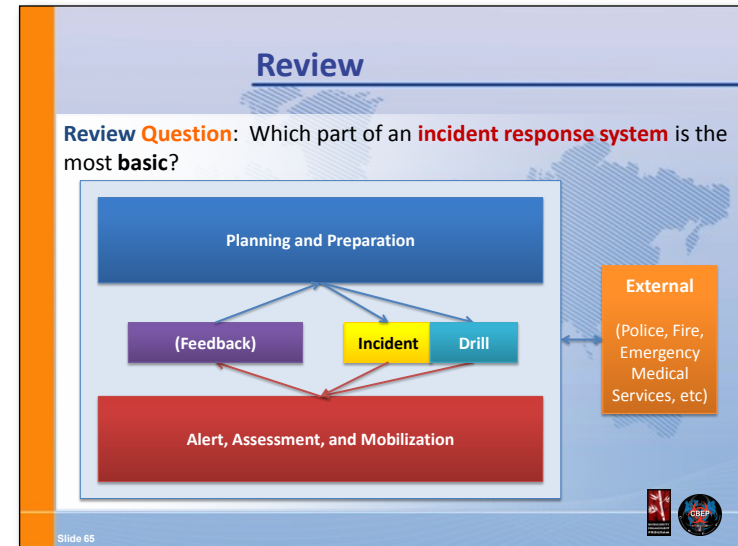 Review
Review Question: Which part of an incident response system is the
most basic?
Planning and Preparation
(Feedback)
Incident
Drill
Alert, Assessment, and Mobilization
External
(Police, Fire,
Emergency
Medical
Services, etc)
CBEP
Slide 65